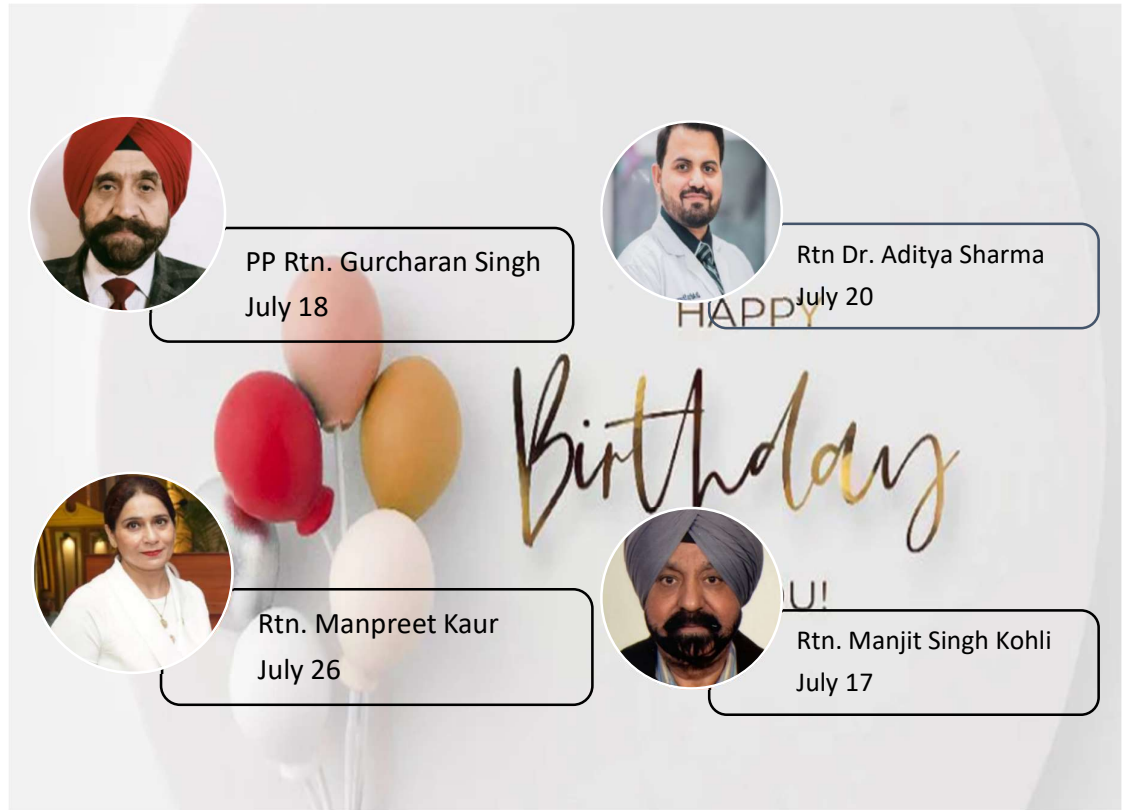 PP Rtn. Gurcharan Singh
July 18
Rtn Dr. Aditya Sharma
July 20
HAPPY
Birthday
Rtn. Manpreet Kaur
July 26
U!
Rtn. Manjit Singh Kohli
July 17